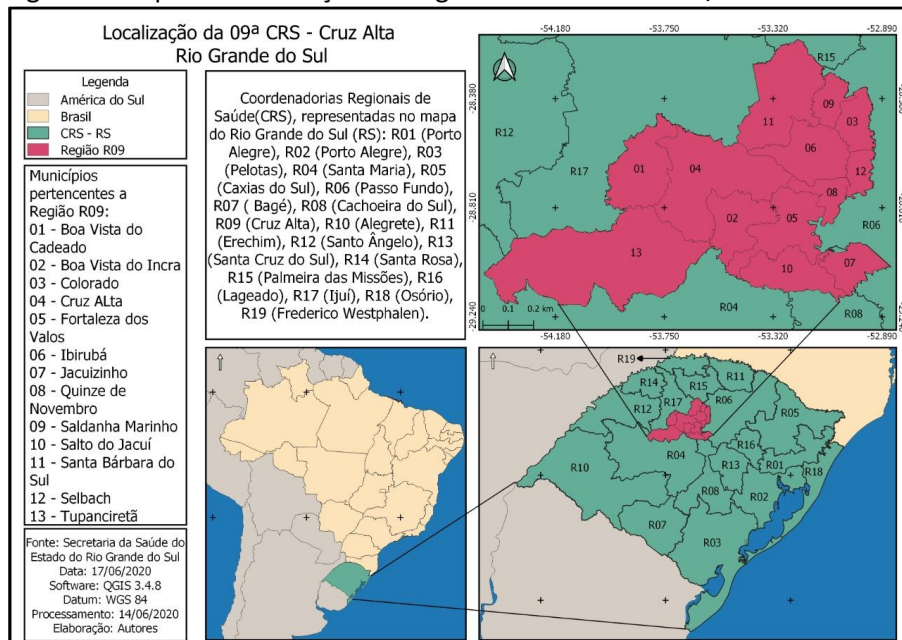 Localização da 09ª CRS - Cruz Alta
Rio Grande do Sul
Legenda
América do Sul
Brasil
CRS - RS
Região R09
Municípios
pertencentes a
Região R09:
01 - Boa Vista do
Cadeado
02 - Boa Vista do Incra
03 - Colorado
04 - Cruz ALta
05 - Fortaleza dos
Valos
06 - Ibirubá
07 - Jacuizinho
08 - Quinze de
Novembro
09 - Saldanha Marinho
10 - Salto do Jacuí
11 - Santa Bárbara do
Sul
12 - Selbach
13 - Tupanciretã
Fonte: Secretaria da Saúde do
Estado do Rio Grande do Sul
Data: 17/06/2020
Software: QGIS 3.4.8
Datum: WGS 84
Processamento: 14/06/2020
Elaboração: Autores
Coordenadorias Regionais de
Saúde(CRS), representadas no mapa
do Rio Grande do Sul (RS): R01 (Porto
Alegre), R02 (Porto Alegre), R03
(Pelotas), R04 (Santa Maria), R05
(Caxias do Sul), R06 (Passo Fundo),
R07 ( Bagé), R08 (Cachoeira do Sul),
R09 (Cruz Alta), R10 (Alegrete), R11
(Erechim), R12 (Santo Ângelo), R13
(Santa Cruz do Sul), R14 (Santa Rosa),
R15 (Palmeira das Missões), R16
(Lageado), R17 (Ijuí), R18 (Osório),
R19 (Frederico Westphalen).
-54.180 -53.750 -53.320 -52.890
-28.380
-28.810
-29.240
R15
09
03
11
R12
06
R17
12
01
04
08
02
05
R06
13
07
10
0 0.1 0.2 km
R04
R08
-54.180 -53.750 -53.320 -52.890
R19
R14
R15
R11
R17
R06
R12
R05
R16
R04
R10
R13
R01
R18
R08
R02
R07
R03